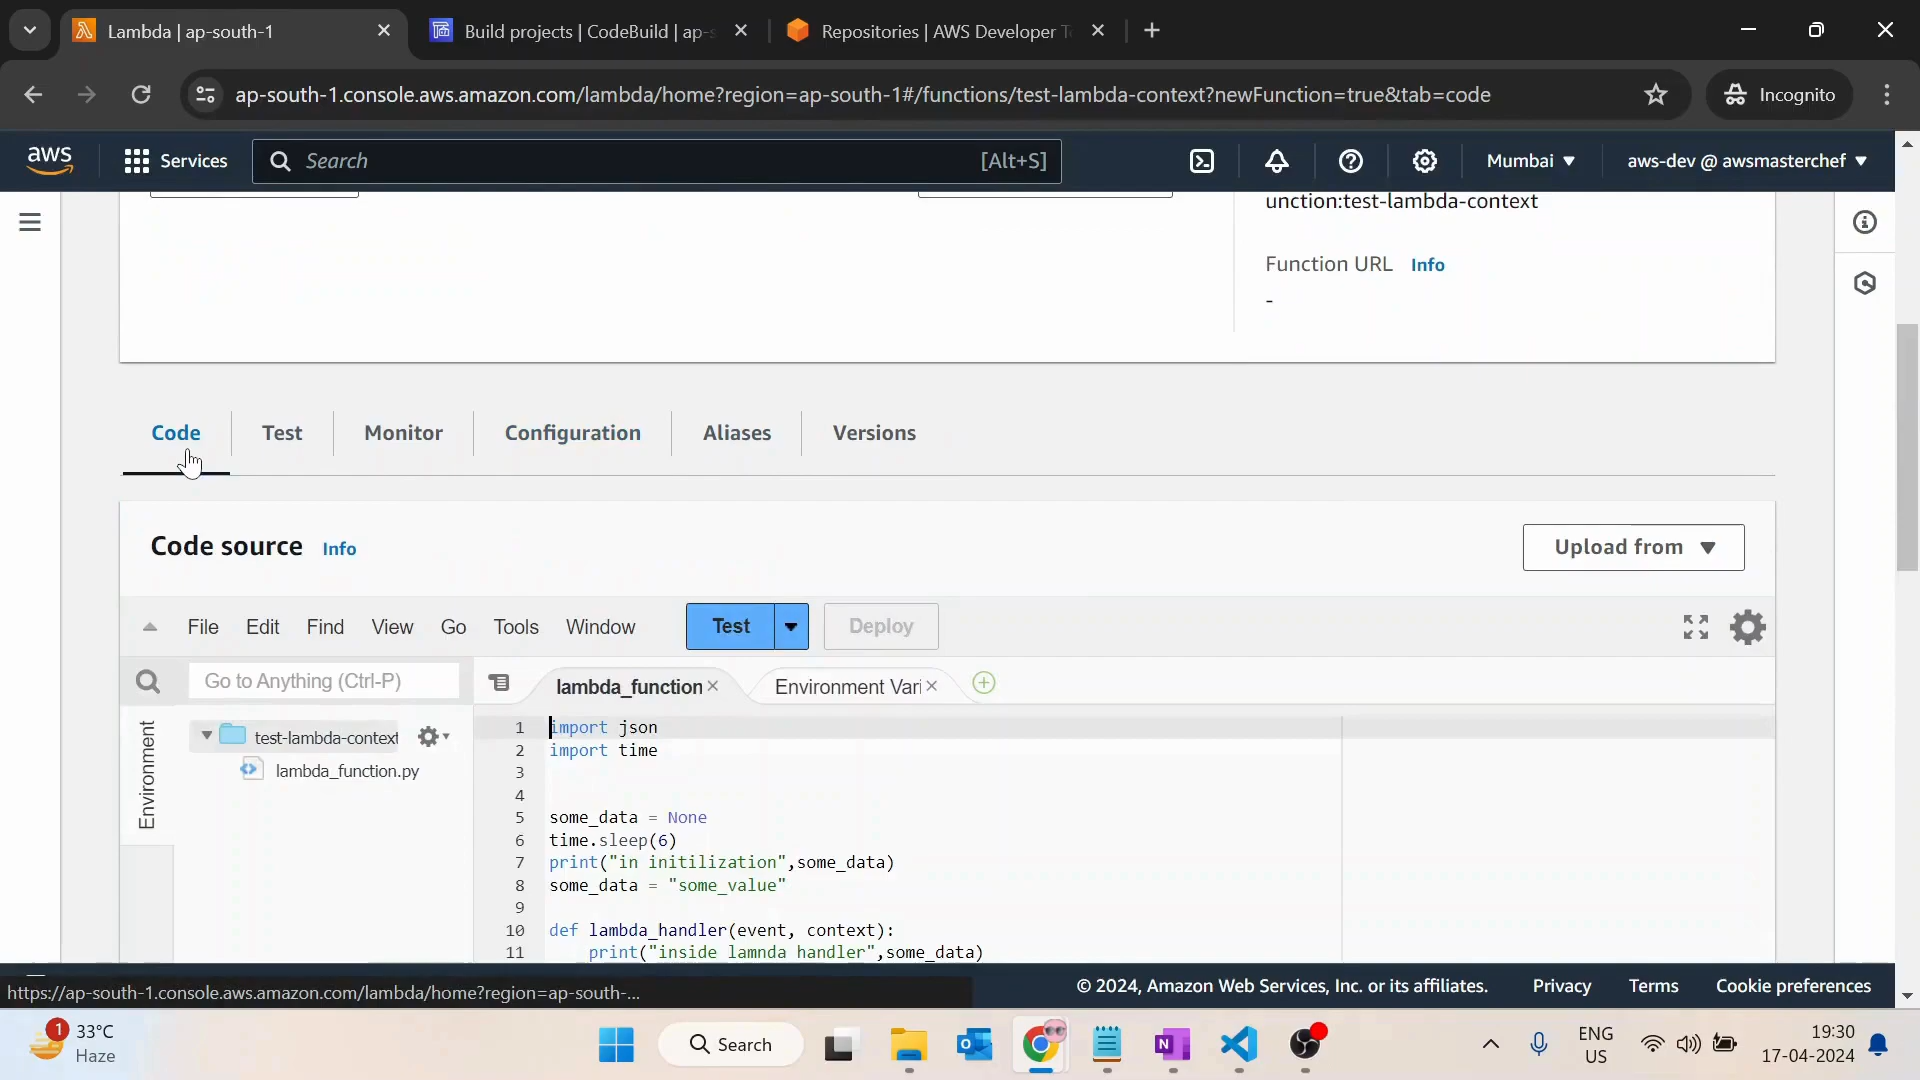 Lambda | ap-south-1
Build projects | CodeBuild | ap-s
Repositories | AWS Developer T
ap-south-1.console.aws.amazon.com/lambda/home?region=ap-south-1#/functions/test-lambda-context?newFunction=true&tab=code
Incognito
aws
Services
Search
[Alt+S]
Mumbai
aws-dev @ awsmasterchef
unction:test-lambda-context
Function URL Info
-
Code
Test
Monitor
Configuration
Aliases
Versions
Code source Info
Upload from
File Edit Find View Go Tools Window
Test
Deploy
Go to Anything (Ctrl-P)
lambda_function
Environment Vari
Environment
test-lambda-context
lambda_function.py
1 import json
2 import time
3
4
5 some_data = None
6 time.sleep(6)
7 print("in initilization",some_data)
8 some_data = "some_value"
9
10 def lambda_handler(event, context):
11 print("inside lamnda handler",some_data)
https://ap-south-1.console.aws.amazon.com/lambda/home?region=ap-south-...
© 2024, Amazon Web Services, Inc. or its affiliates.
Privacy
Terms
Cookie preferences
1
33°C
Haze
Search
ENG
US
19:30
17-04-2024